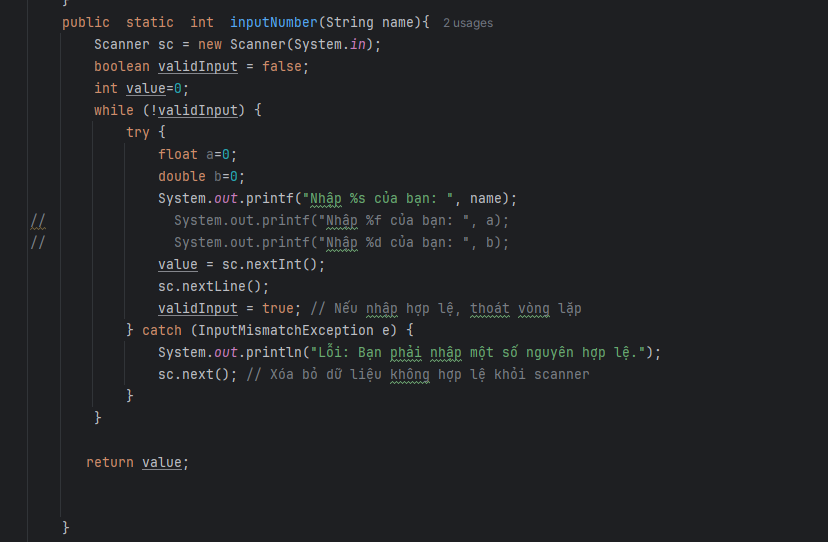 }
public  static  int  inputNumber(String name){  2 usages
Scanner sc = new Scanner(System.in);
boolean validInput = false;
int value=0;
while (!validInput) {
try {
float a=0;
double b=0;
System.out.printf("Nhập %s của bạn: ", name);
//                System.out.printf("Nhập %f của bạn: ", a);
//                System.out.printf("Nhập %d của bạn: ", b);
value = sc.nextInt();
sc.nextLine();
validInput = true; // Nếu nhập hợp lệ, thoát vòng lặp
} catch (InputMismatchException e) {
System.out.println("Lỗi: Bạn phải nhập một số nguyên hợp lệ.");
sc.next(); // Xóa bỏ dữ liệu không hợp lệ khỏi scanner
}
}
return value;
}